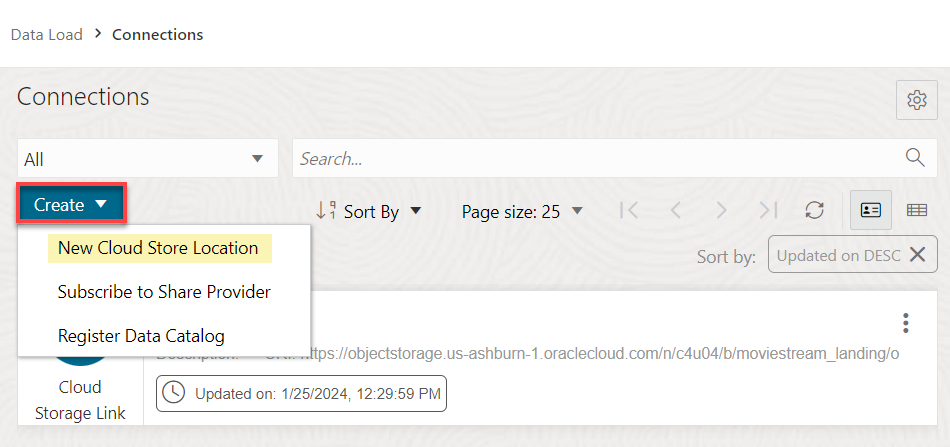 Data Load > Connections
Connections
All
Search...
Create
Sort By
Page size: 25
New Cloud Store Location
Subscribe to Share Provider
Register Data Catalog
Sort by:
Updated on DESC
https://objectstorage.us-ashburn-1.oraclecloud.com/n/c4u04/b/moviestream_landing/o
Cloud
Storage Link
Updated on: 1/25/2024, 12:29:59 PM